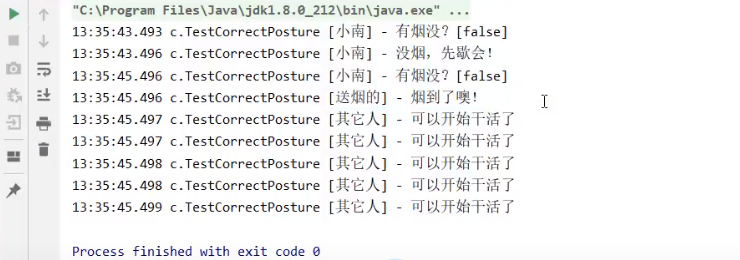 "C:\Program Files\Java\jdk1.8.0_212\bin\java.exe" ...
13:35:43.493 c.TestCorrectPosture [小南] - 有烟没？[false]
13:35:43.496 c.TestCorrectPosture [小南] - 没烟，先歇会！
13:35:45.496 c.TestCorrectPosture [小南] - 有烟没？[false]
13:35:45.496 c.TestCorrectPosture [送烟的] - 烟到了噢！
13:35:45.497 c.TestCorrectPosture [其它人] - 可以开始干活了
13:35:45.497 c.TestCorrectPosture [其它人] - 可以开始干活了
13:35:45.498 c.TestCorrectPosture [其它人] - 可以开始干活了
13:35:45.498 c.TestCorrectPosture [其它人] - 可以开始干活了
13:35:45.499 c.TestCorrectPosture [其它人] - 可以开始干活了
Process finished with exit code 0